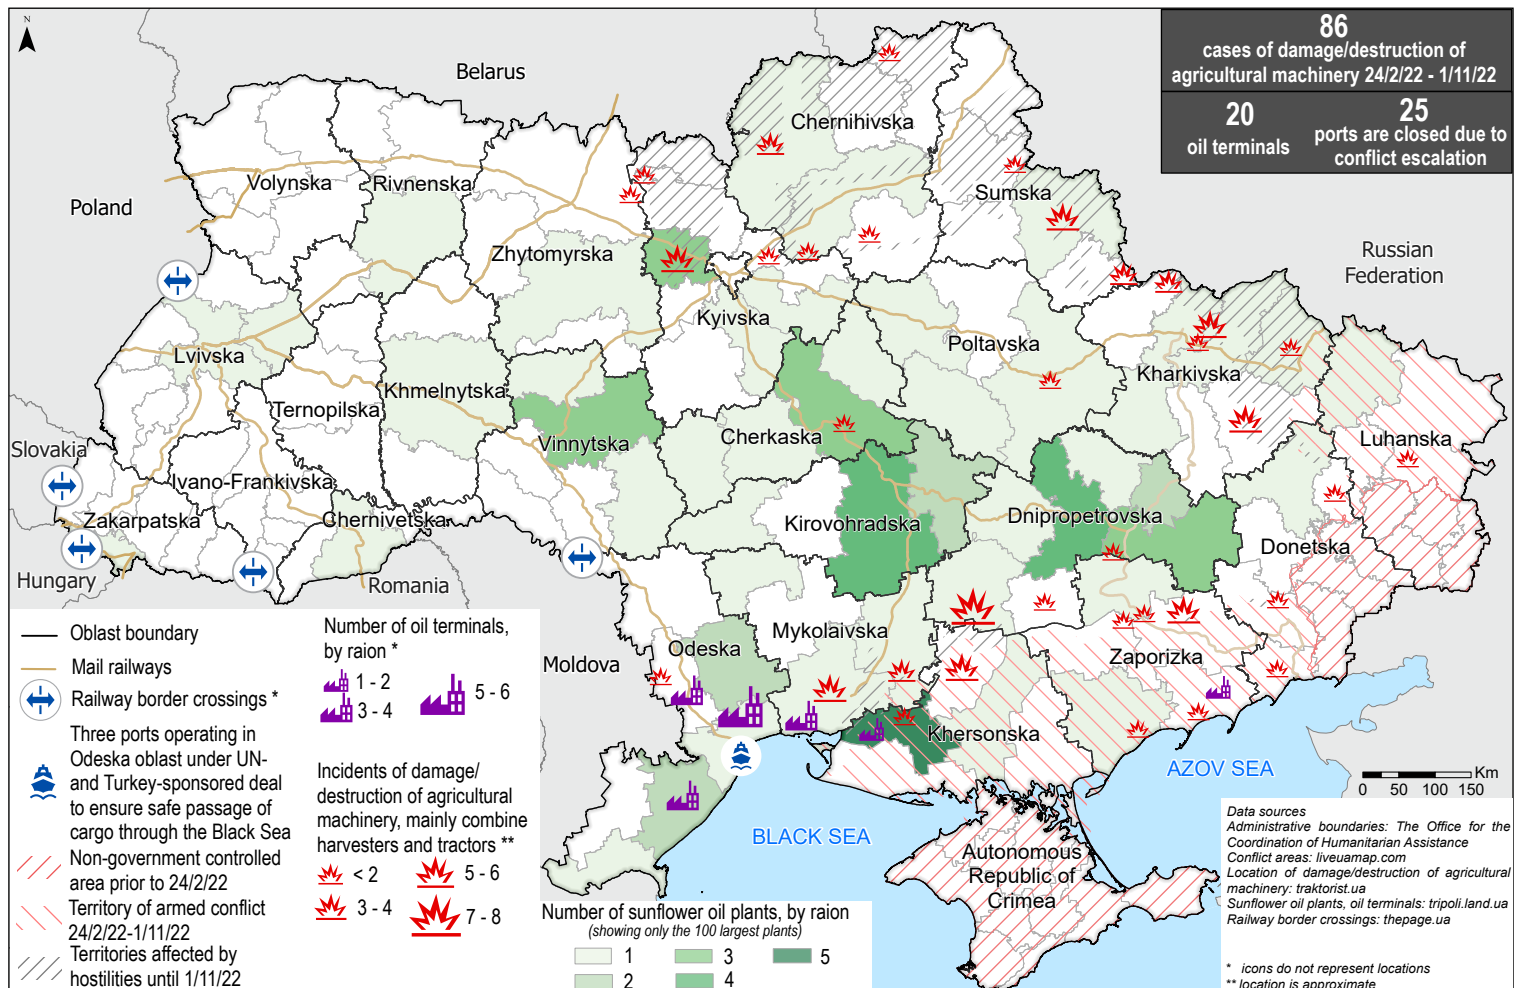 N
86
cases of damage/destruction of
agricultural machinery 24/2/22 - 1/11/22
20
oil terminals
25
ports are closed due to
conflict escalation
Belarus
Poland
Russian
Federation
Slovakia
Hungary
Romania
Moldova
Volynska
Rivnenska
Zhytomyrska
Chernihivska
Sumska
Kyivska
Lvivska
Khmelnytska
Ternopilska
Vinnytska
Cherkaska
Poltavska
Kharkivska
Luhanska
Ivano-Frankivska
Zakarpatska
Chernivetska
Kirovohradska
Dnipropetrovska
Donetska
Odeska
Mykolaivska
Zaporizka
Khersonska
Autonomous
Republic of
Crimea
AZOV SEA
BLACK SEA
Km
0 25 50 100 150
Oblast boundary
Mail railways
Railway border crossings *
Three ports operating in
Odeska oblast under UN-
and Turkey-sponsored deal
to ensure safe passage of
cargo through the Black Sea
Non-government controlled
area prior to 24/2/22
Territory of armed conflict
24/2/22-1/11/22
Territories affected by
hostilities until 1/11/22
Number of oil terminals,
by raion *
1 - 2
3 - 4
5 - 6
Incidents of damage/
destruction of agricultural
machinery, mainly combine
harvesters and tractors **
< 2
3 - 4
5 - 6
7 - 8
Number of sunflower oil plants, by raion
(showing only the 100 largest plants)
1
2
3
4
5
Data sources
Administrative boundaries: The Office for the
Coordination of Humanitarian Assistance
Conflict areas: liveuamap.com
Location of damage/destruction of agricultural
machinery: traktorist.ua
Sunflower oil plants, oil terminals: tripoli.land.ua
Railway border crossings: thepage.ua
* icons do not represent locations
** location is approximate